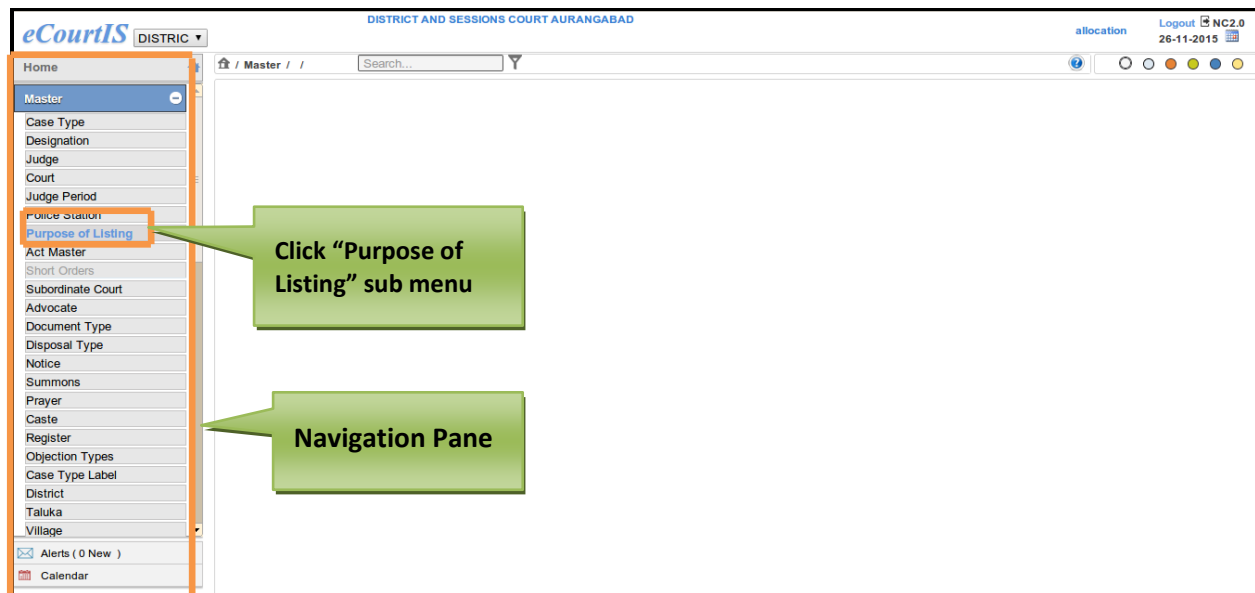 eCourtIS DISTRIC
DISTRICT AND SESSIONS COURT AURANGABAD
allocation
Logout NC2.0
26-11-2015
Home
/ Master / /
Search...
Master
Case Type
Designation
Judge
Court
Judge Period
Police Station
Purpose of Listing
Act Master
Short Orders
Subordinate Court
Advocate
Document Type
Disposal Type
Notice
Summons
Prayer
Caste
Register
Objection Types
Case Type Label
District
Taluka
Village
Alerts ( 0 New )
Calendar
Click “Purpose of
Listing” sub menu
Navigation Pane